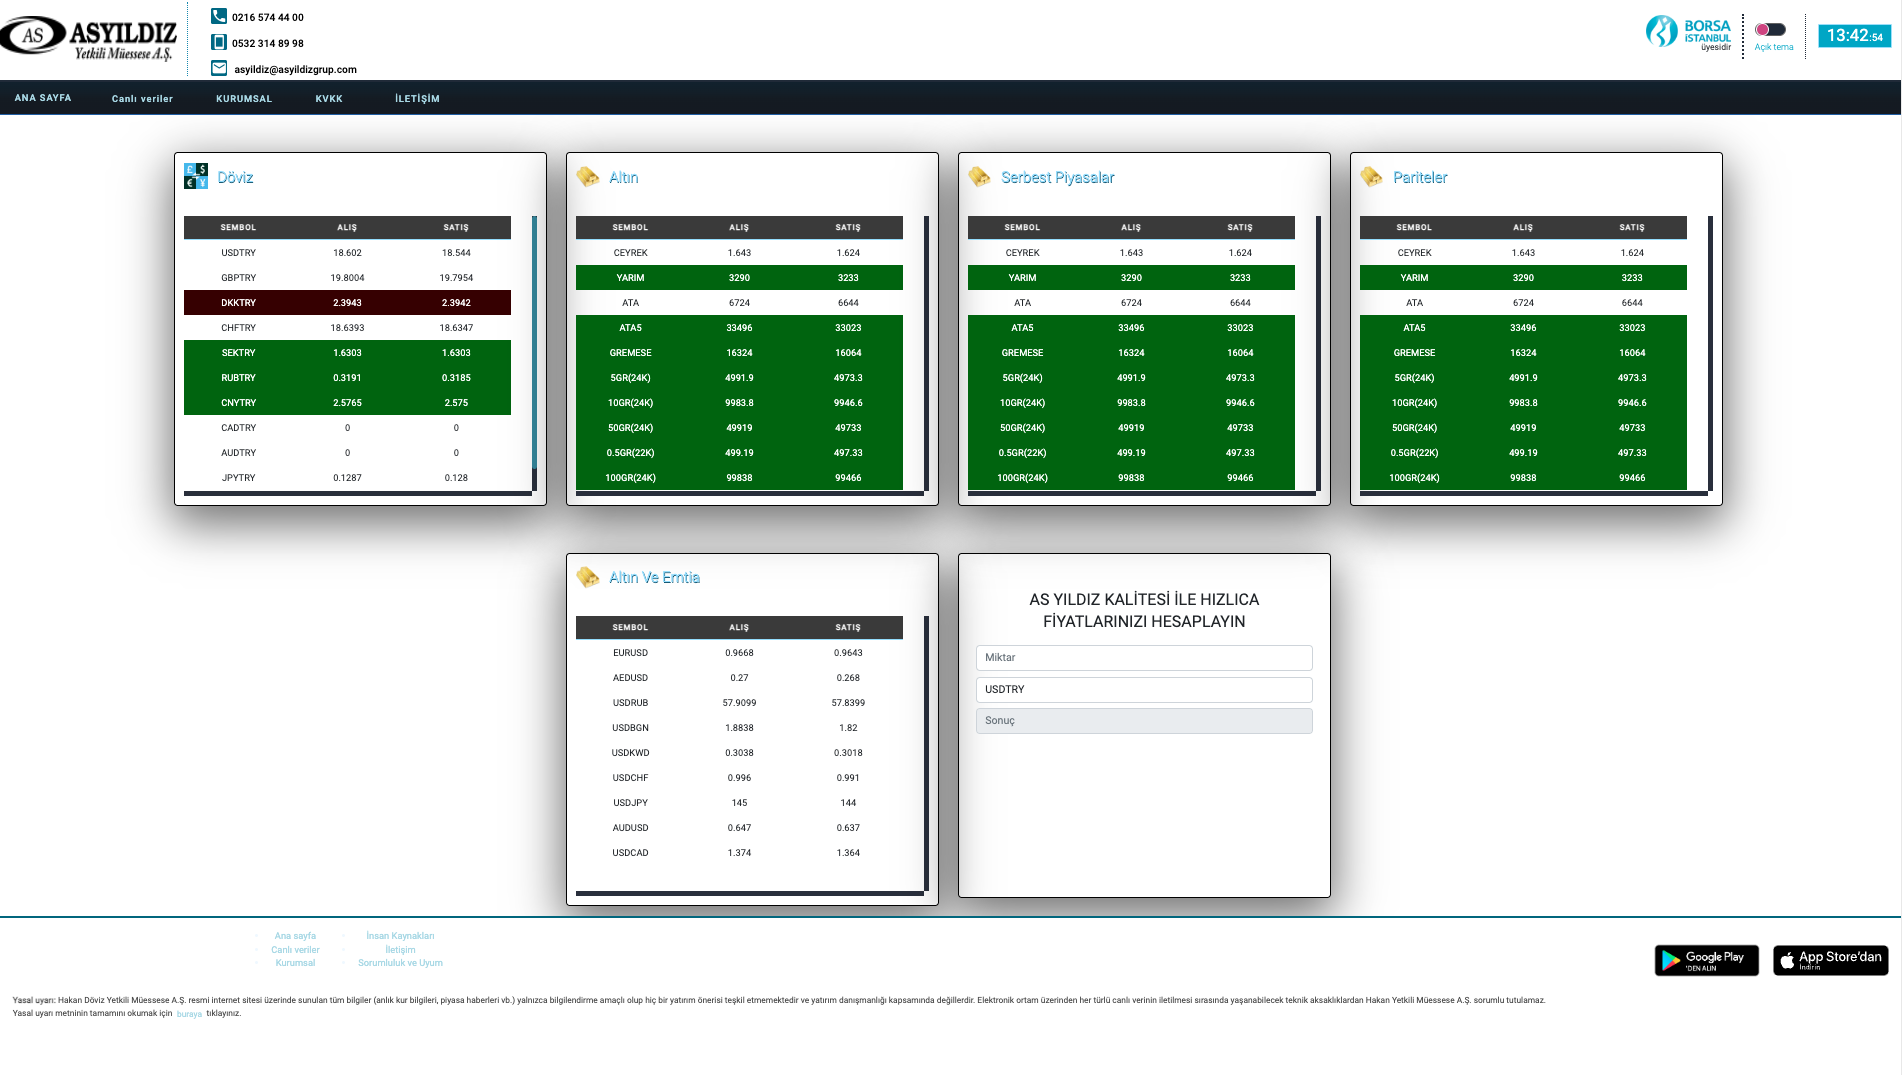 AS ASYILDIZ
Yetkili Müessese A.Ş.
0216 574 44 00
0532 314 89 98
asyildiz@asyildizgrup.com
BORSA
İSTANBUL
üyesidir
Açık tema
13:42:54
ANA SAYFA Canlı veriler KURUMSAL KVKK İLETİŞİM
Döviz
SEMBOL ALIŞ SATIŞ
USDTRY 18.602 18.544
GBPTRY 19.8004 19.7954
DKKTRY 2.3943 2.3942
CHFTRY 18.6393 18.6347
SEKTRY 1.6303 1.6303
RUBTRY 0.3191 0.3185
CNYTRY 2.5765 2.575
CADTRY 0 0
AUDTRY 0 0
JPYTRY 0.1287 0.128
Altın
SEMBOL ALIŞ SATIŞ
CEYREK 1.643 1.624
YARIM 3290 3233
ATA 6724 6644
ATA5 33496 33023
GREMESE 16324 16064
5GR(24K) 4991.9 4973.3
10GR(24K) 9983.8 9946.6
50GR(24K) 49919 49733
0.5GR(22K) 499.19 497.33
100GR(24K) 99838 99466
Serbest Piyasalar
SEMBOL ALIŞ SATIŞ
CEYREK 1.643 1.624
YARIM 3290 3233
ATA 6724 6644
ATA5 33496 33023
GREMESE 16324 16064
5GR(24K) 4991.9 4973.3
10GR(24K) 9983.8 9946.6
50GR(24K) 49919 49733
0.5GR(22K) 499.19 497.33
100GR(24K) 99838 99466
Pariteler
SEMBOL ALIŞ SATIŞ
CEYREK 1.643 1.624
YARIM 3290 3233
ATA 6724 6644
ATA5 33496 33023
GREMESE 16324 16064
5GR(24K) 4991.9 4973.3
10GR(24K) 9983.8 9946.6
50GR(24K) 49919 49733
0.5GR(22K) 499.19 497.33
100GR(24K) 99838 99466
Altın Ve Emtia
SEMBOL ALIŞ SATIŞ
EURUSD 0.9668 0.9643
AEDUSD 0.27 0.268
USDRUB 57.9099 57.8399
USDBGN 1.8838 1.82
USDKWD 0.3038 0.3018
USDCHF 0.996 0.991
USDJPY 145 144
AUDUSD 0.647 0.637
USDCAD 1.374 1.364
AS YILDIZ KALİTESİ İLE HIZLICA
FİYATLARINIZI HESAPLAYIN
Miktar
USDTRY
Sonuç
Ana sayfa İnsan Kaynakları
Canlı veriler İletişim
Kurumsal Sorumluluk ve Uyum
Google Play
'DEN ALIN
App Store'dan
İndirin
Yasal uyarı: Hakan Döviz Yetkili Müessese A.Ş. resmi internet sitesi üzerinde sunulan tüm bilgiler (anlık kur bilgileri, piyasa haberleri vb.) yalnızca bilgilendirme amaçlı olup hiç bir yatırım önerisi teşkil etmemektedir ve yatırım danışmanlığı kapsamında değillerdir. Elektronik ortam üzerinden her türlü canlı verinin iletilmesi sırasında yaşanabilecek teknik aksaklıklardan Hakan Yetkili Müessese A.Ş. sorumlu tutulamaz.
Yasal uyarı metninin tamamını okumak için buraya tıklayınız.